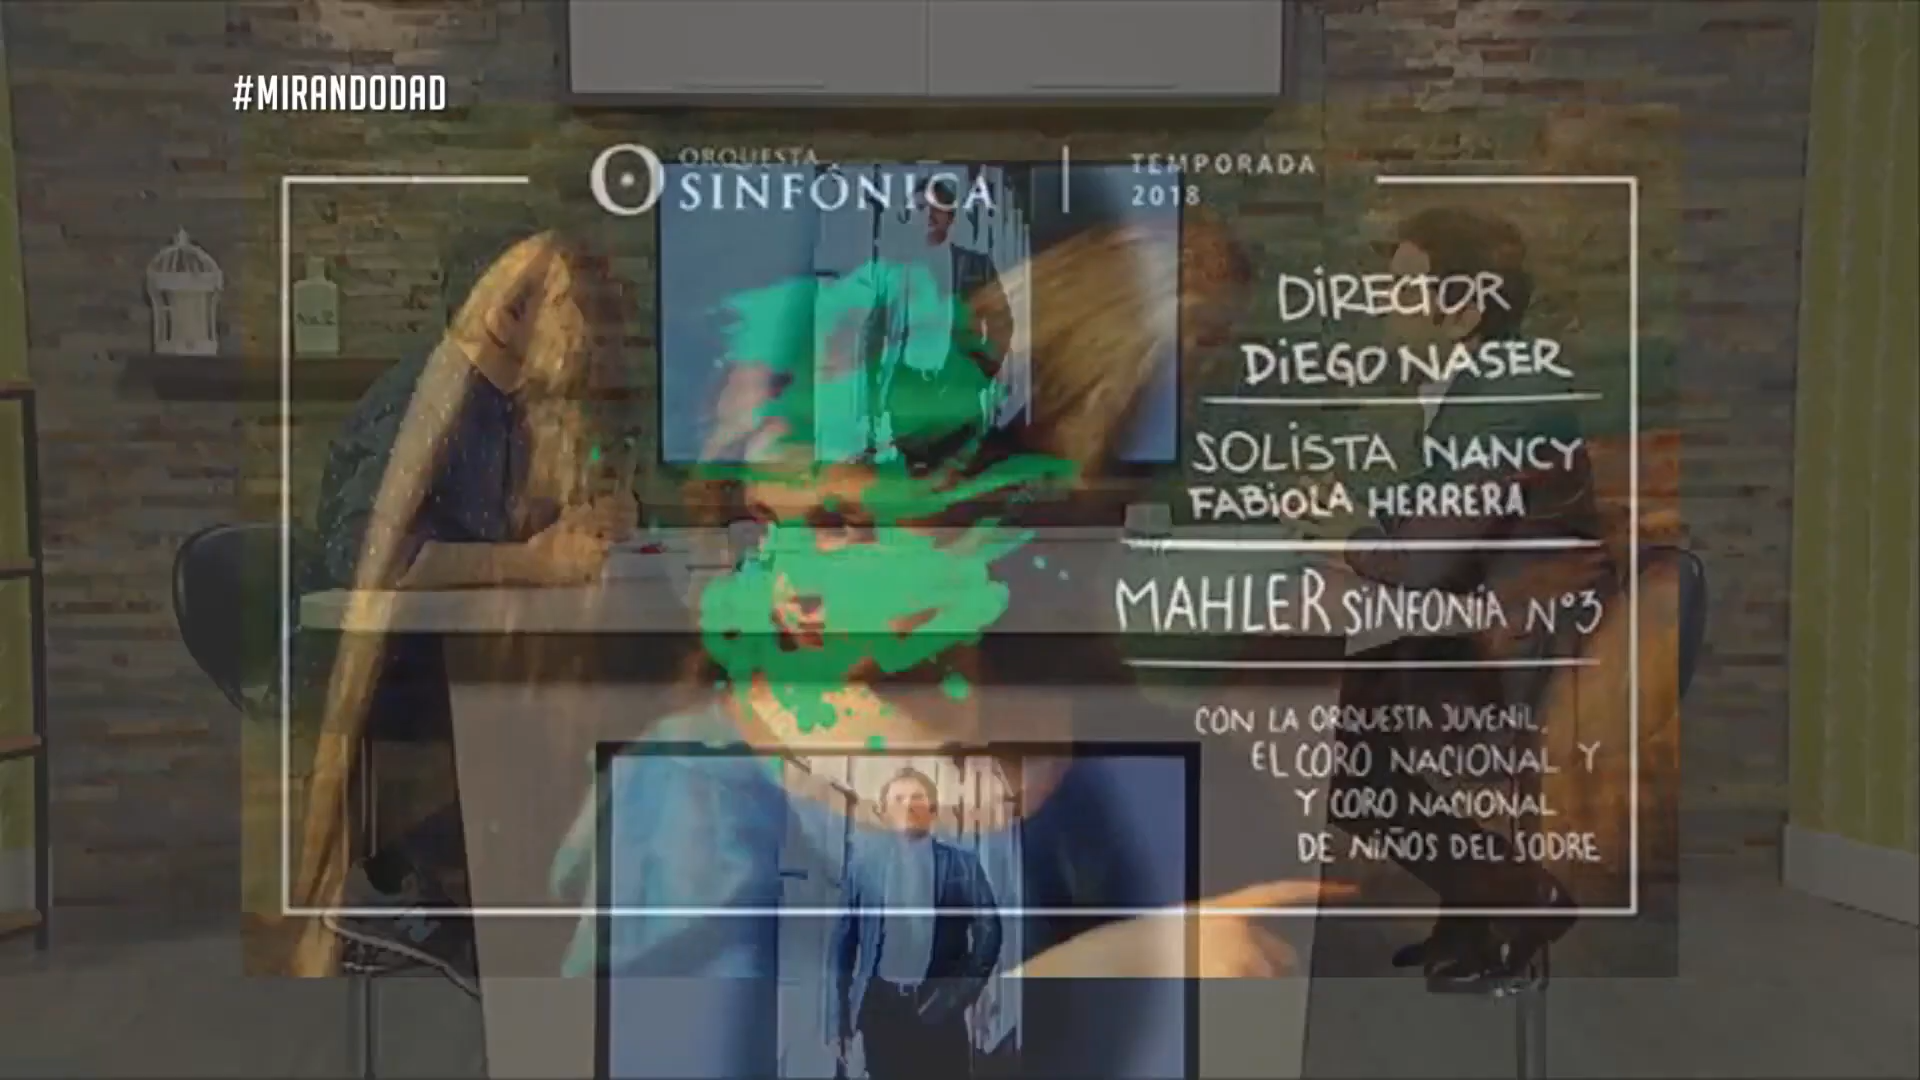 #MIRANDODAD
ORQUESTA
SINFÓNICA
TEMPORADA
2018
DIRECTOR
DIEGO NASER
SOLISTA NANCY
FABIOLA HERRERA
MAHLER SINFONIA Nº3
CON LA ORQUESTA JUVENIL,
EL CORO NACIONAL Y
Y CORO NACIONAL
DE NIÑOS DEL SODRE